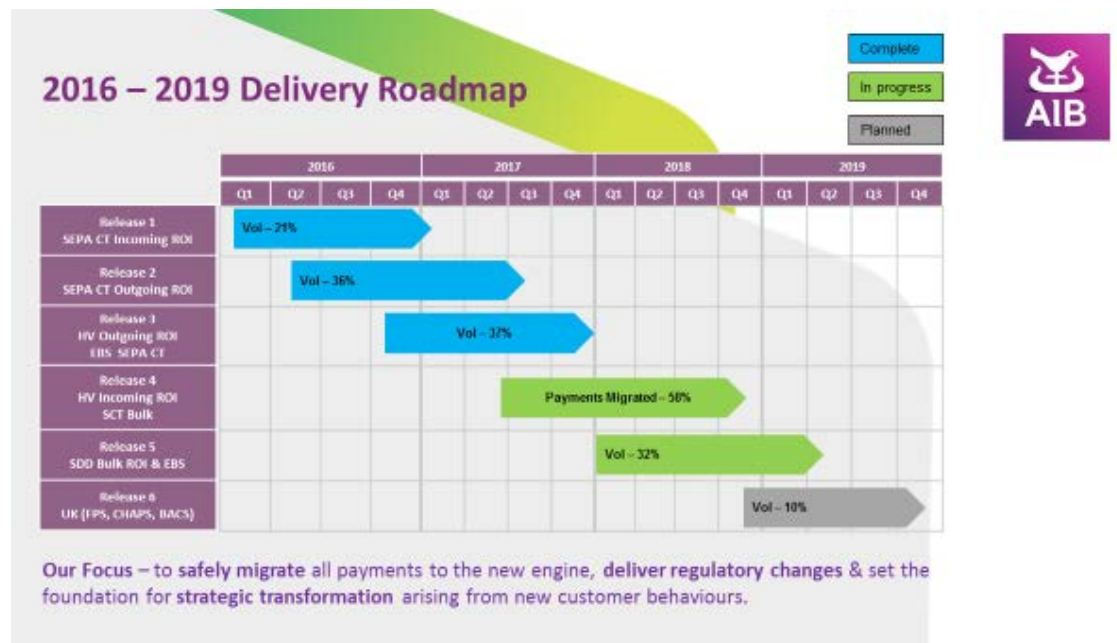 Complete
In progress
Planned
AIB
2016 – 2019 Delivery Roadmap
2016 2017 2018 2019
Q1 Q2 Q3 Q4 Q1 Q2 Q3 Q4 Q1 Q2 Q3 Q4 Q1 Q2 Q3 Q4
Release 1
SEPA CT Incoming ROI
Vol – 21%
Release 2
SEPA CT Outgoing ROI
Vol – 36%
Release 3
HV Outgoing ROI
EBS SEPA CT
Vol – 37%
Release 4
HV Incoming ROI
SCT Bulk
Payments Migrated – 58%
Release 5
SDD Bulk ROI & EBS
Vol – 32%
Release 6
UK (FPS, CHAPS, BACS)
Vol – 10%
Our Focus – to safely migrate all payments to the new engine, deliver regulatory changes & set the
foundation for strategic transformation arising from new customer behaviours.